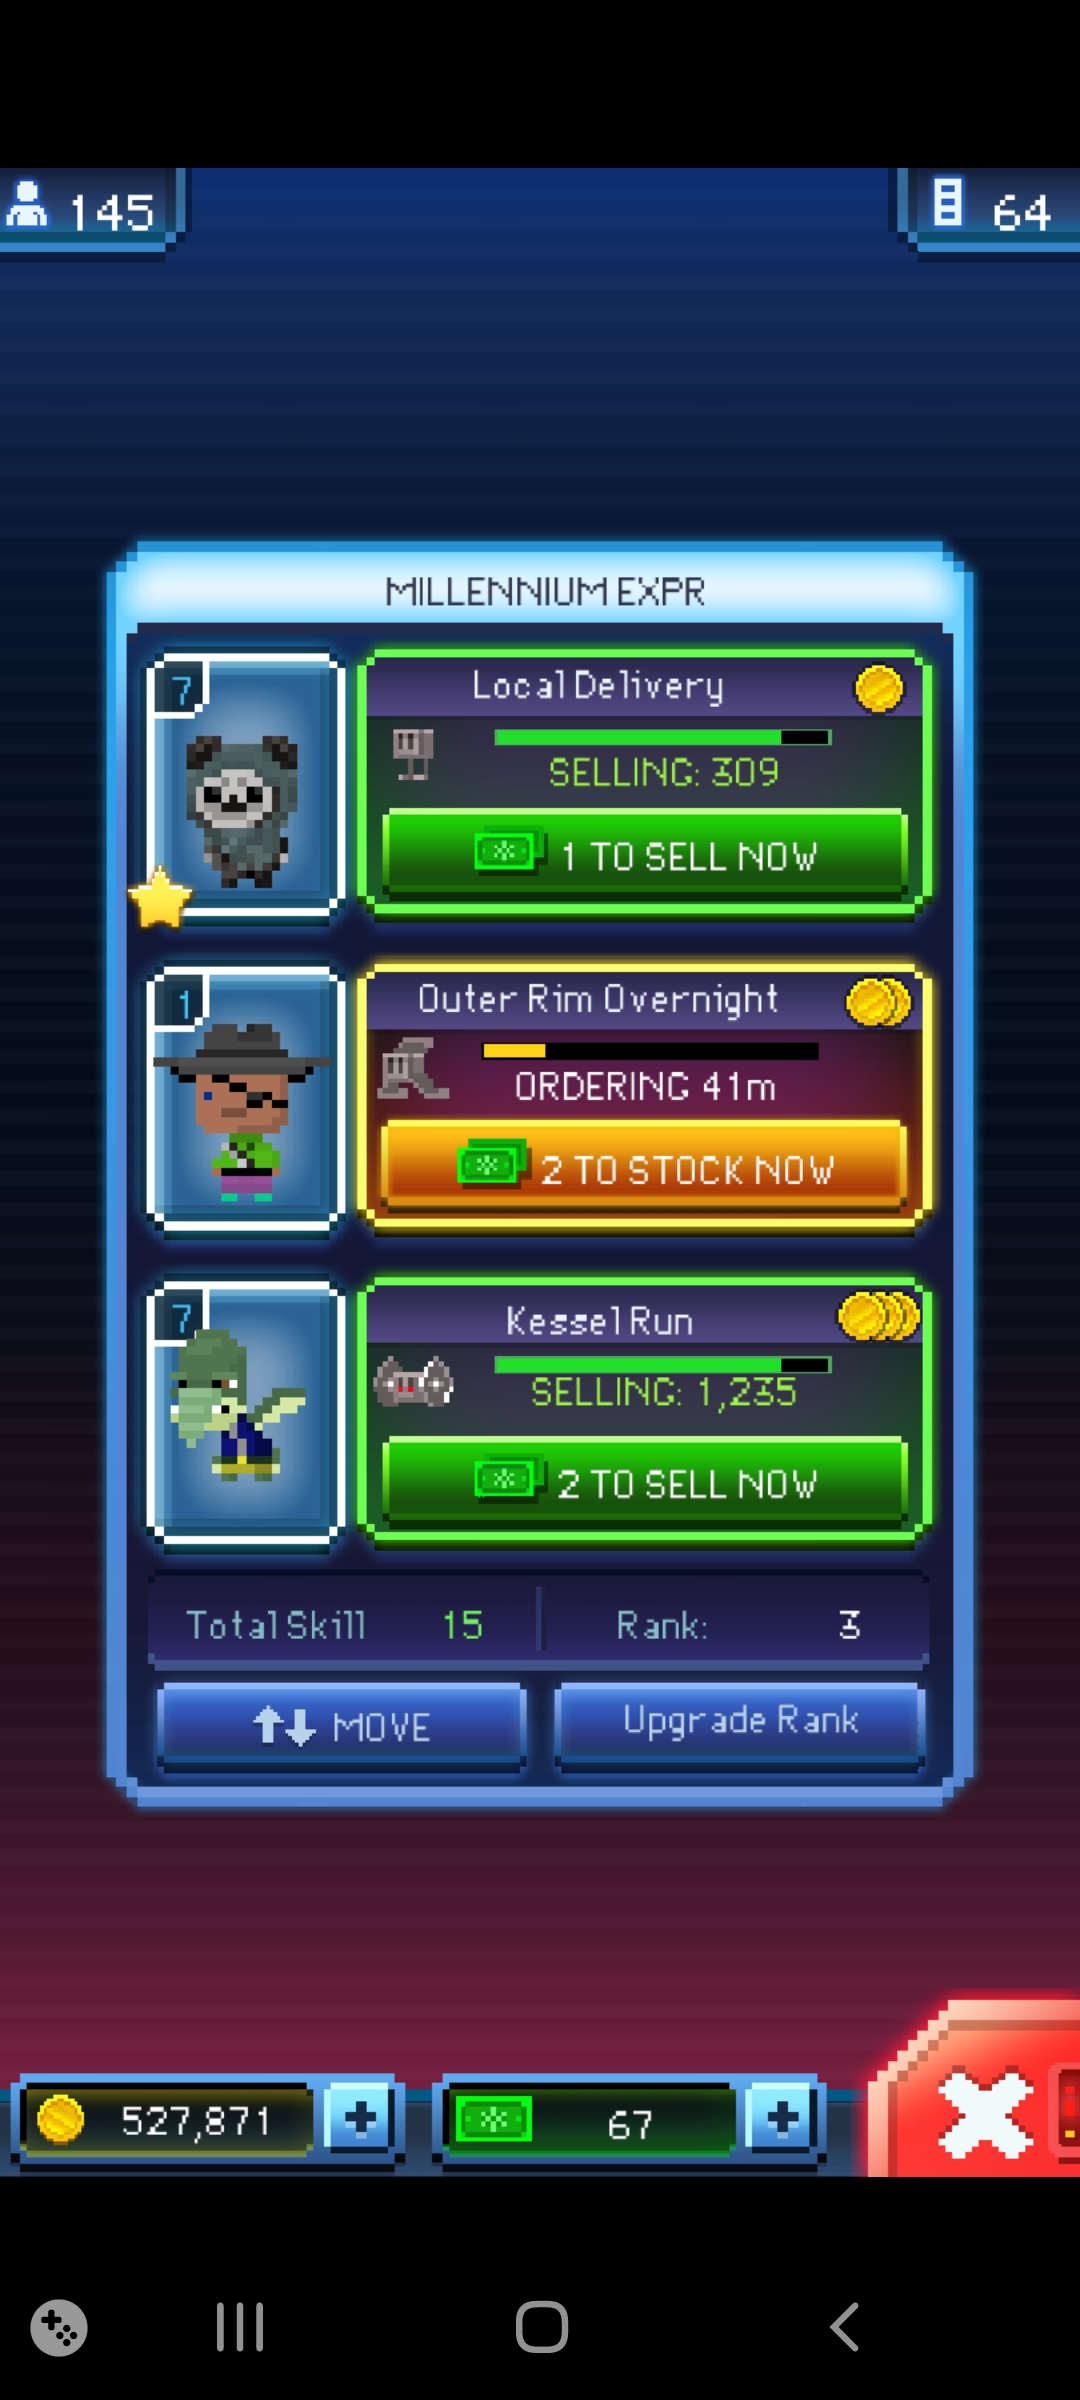 145
64
MILLENNIUM EXPR
7
Local Delivery
SELLING: 309
1 TO SELL NOW
1
Outer Rim Overnight
ORDERING 41m
2 TO STOCK NOW
7
Kessel Run
SELLING: 1,235
2 TO SELL NOW
Total Skill 15 Rank: 3
MOVE Upgrade Rank
527,871 67